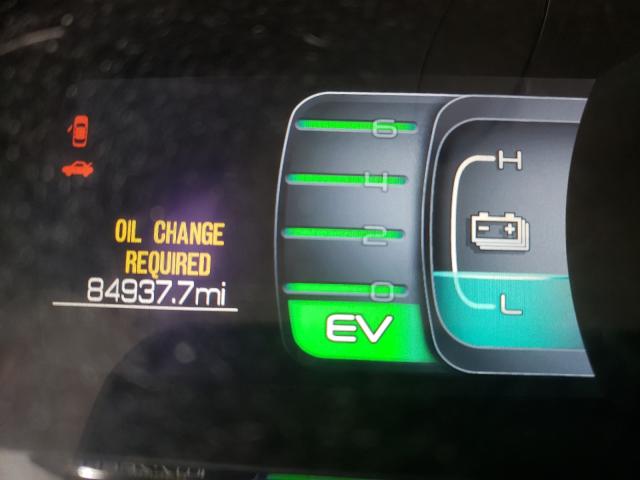 OIL CHANGE
REQUIRED
84937.7mi
6
4
2
0
EV
H
- +
L